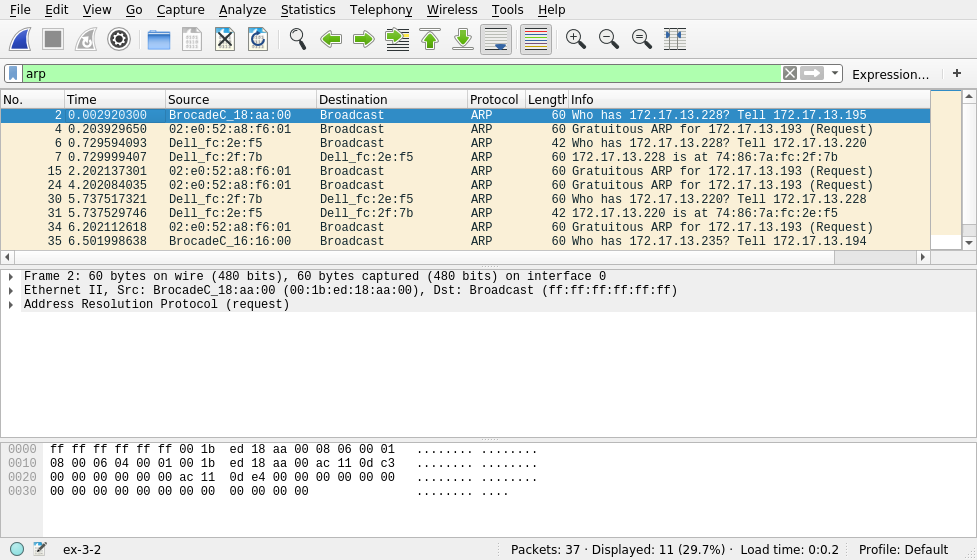 File Edit View Go Capture Analyze Statistics Telephony Wireless Tools Help
arp Expression... +
No. Time Source Destination Protocol Length Info
2 0.002920300 BrocadeC_18:aa:00 Broadcast ARP 60 Who has 172.17.13.228? Tell 172.17.13.195
4 0.203929650 02:e0:52:a8:f6:01 Broadcast ARP 60 Gratuitous ARP for 172.17.13.193 (Request)
6 0.729594093 Dell_fc:2e:f5 Broadcast ARP 42 Who has 172.17.13.228? Tell 172.17.13.220
7 0.729999407 Dell_fc:2f:7b Dell_fc:2e:f5 ARP 60 172.17.13.228 is at 74:86:7a:fc:2f:7b
15 2.202137301 02:e0:52:a8:f6:01 Broadcast ARP 60 Gratuitous ARP for 172.17.13.193 (Request)
24 4.202084035 02:e0:52:a8:f6:01 Broadcast ARP 60 Gratuitous ARP for 172.17.13.193 (Request)
30 5.737517321 Dell_fc:2f:7b Dell_fc:2e:f5 ARP 60 Who has 172.17.13.220? Tell 172.17.13.228
31 5.737529746 Dell_fc:2e:f5 Dell_fc:2f:7b ARP 42 172.17.13.220 is at 74:86:7a:fc:2e:f5
34 6.202112618 02:e0:52:a8:f6:01 Broadcast ARP 60 Gratuitous ARP for 172.17.13.193 (Request)
35 6.501998638 BrocadeC_16:16:00 Broadcast ARP 60 Who has 172.17.13.235? Tell 172.17.13.194
Frame 2: 60 bytes on wire (480 bits), 60 bytes captured (480 bits) on interface 0
Ethernet II, Src: BrocadeC_18:aa:00 (00:1b:ed:18:aa:00), Dst: Broadcast (ff:ff:ff:ff:ff:ff)
Address Resolution Protocol (request)
0000 ff ff ff ff ff ff 00 1b ed 18 aa 00 08 06 00 01 ........ ........
0010 08 00 06 04 00 01 00 1b ed 18 aa 00 ac 11 0d c3 ........ ........
0020 00 00 00 00 00 00 ac 11 0d e4 00 00 00 00 00 00 ........ ........
0030 00 00 00 00 00 00 00 00 00 00 00 00 ........ ....
ex-3-2 Packets: 37 · Displayed: 11 (29.7%) · Load time: 0:0.2 Profile: Default